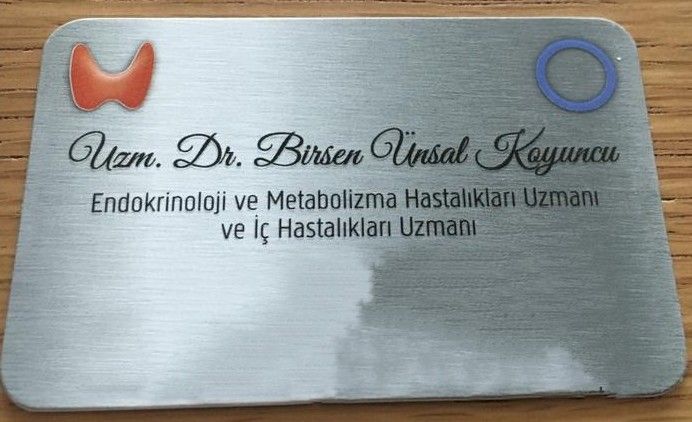 Uzm. Dr. Birsen Ünsal Koyuncu
Endokrinoloji ve Metabolizma Hastalıkları Uzmanı
ve İç Hastalıkları Uzmanı